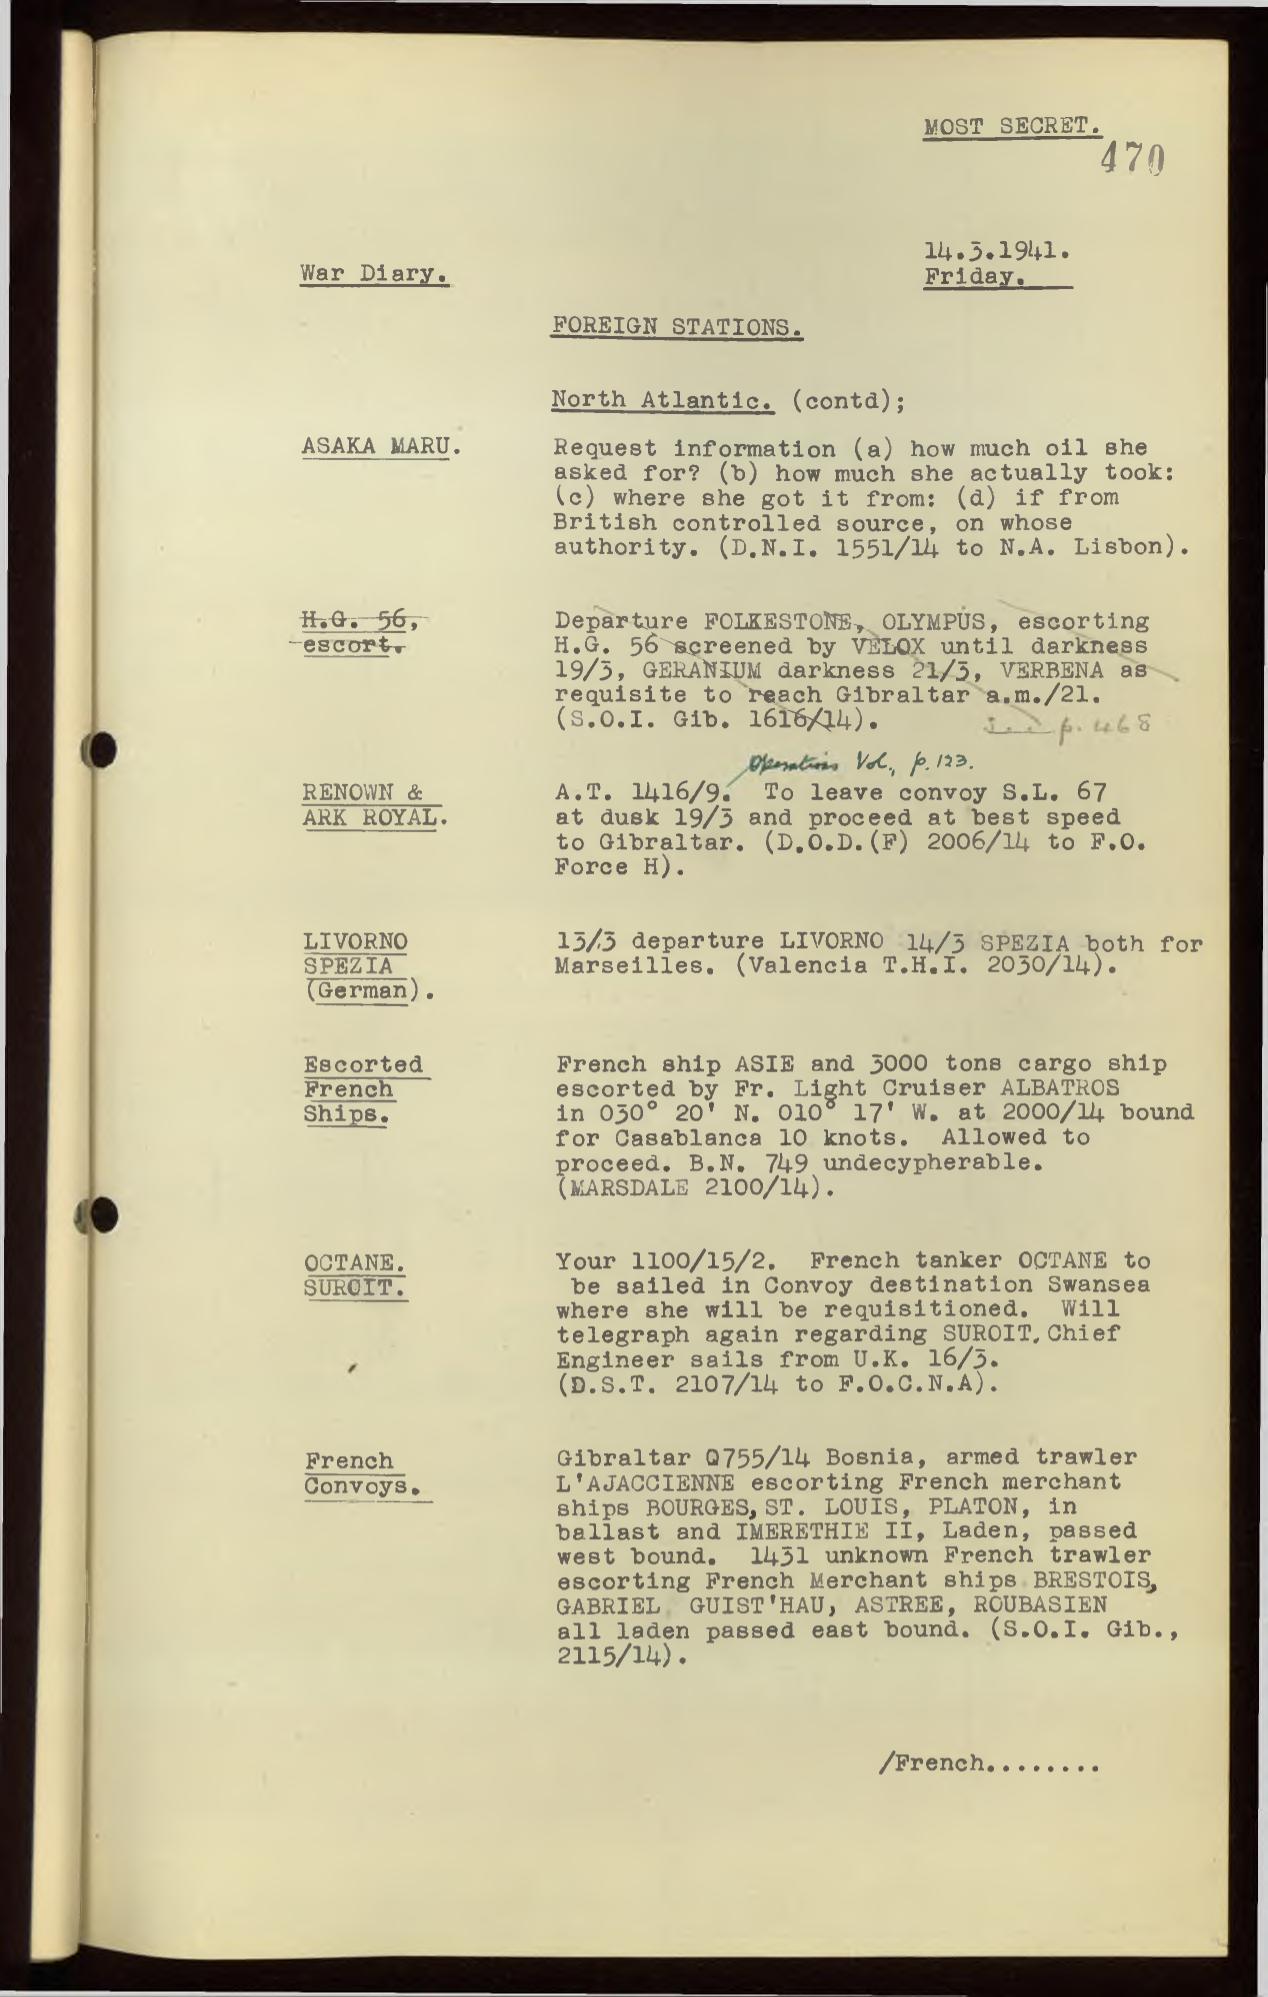 MOST SECRET.
470
14.3.1941.
War Diary.
Friday.
FOREIGN STATIONS.
North Atlantic. (contd);
ASAKA MARU.
Request information (a) how much oil she
asked for? (b) how much she actually took:
(c) where she got it from: (d) if from
British controlled source, on whose
authority. (D.N.I. 1551/14 to N.A. Lisbon).
H.G. 56,
escort.
Departure FOLKESTONE, OLYMPUS, escorting
H.G. 56 screened by VELOX until darkness
19/3, GERANIUM darkness 21/3, VERBENA as
requisite to reach Gibraltar a.m./21.
(S.O.I. Gib. 1616/14).
See p. 468
Operations Vol., p. 123.
RENOWN &
ARK ROYAL.
A.T. 1416/9. To leave convoy S.L. 67
at dusk 19/3 and proceed at best speed
to Gibraltar. (D.O.D.(F) 2006/14 to F.O.
Force H).
LIVORNO
SPEZIA
(German).
13/3 departure LIVORNO 14/3 SPEZIA both for
Marseilles. (Valencia T.H.I. 2030/14).
Escorted
French
Ships.
French ship ASIE and 3000 tons cargo ship
escorted by Fr. Light Cruiser ALBATROS
in 030° 20' N. 010° 17' W. at 2000/14 bound
for Casablanca 10 knots. Allowed to
proceed. B.N. 749 undecypherable.
(MARSDALE 2100/14).
OCTANE.
SUROIT.
Your 1100/15/2. French tanker OCTANE to
be sailed in Convoy destination Swansea
where she will be requisitioned. Will
telegraph again regarding SUROIT. Chief
Engineer sails from U.K. 16/3.
(D.S.T. 2107/14 to F.O.C.N.A).
French
Convoys.
Gibraltar 0755/14 Bosnia, armed trawler
L'AJACCIENNE escorting French merchant
ships BOURGES, ST. LOUIS, PLATON, in
ballast and IMERETHIE II, Laden, passed
west bound. 1431 unknown French trawler
escorting French Merchant ships BRESTOIS,
GABRIEL GUIST'HAU, ASTREE, ROUBASIEN
all laden passed east bound. (S.O.I. Gib.,
2115/14).
/French........